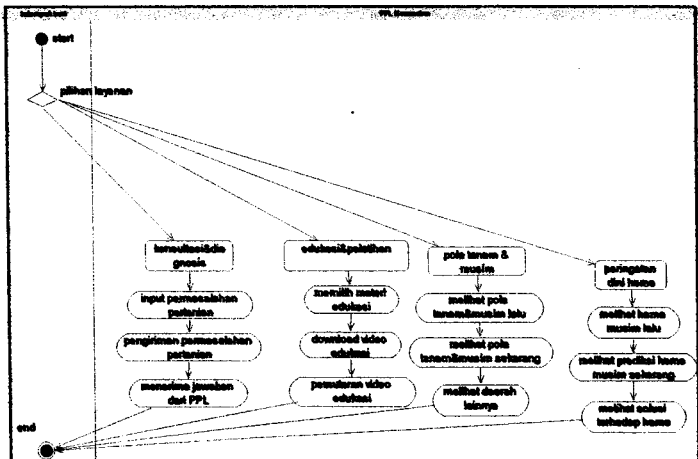 start
pilihan layanan
konsultasi&dia
gnosis
input permasalahan
pertanian
pengiriman permasalahan
pertanian
menerima jawaban
dari PPL
edukasi&pelatihan
memilih materi
edukasi
download video
edukasi
pemutaran video
edukasi
pola tanam &
musim
melihat pola
tanam&musim lalu
melihat pola
tanam&musim sekarang
melihat daerah
lainnya
peringatan
dini hama
melihat hama
musim lalu
melihat prediksi hama
musim sekarang
melihat solusi
terhadap hama
end